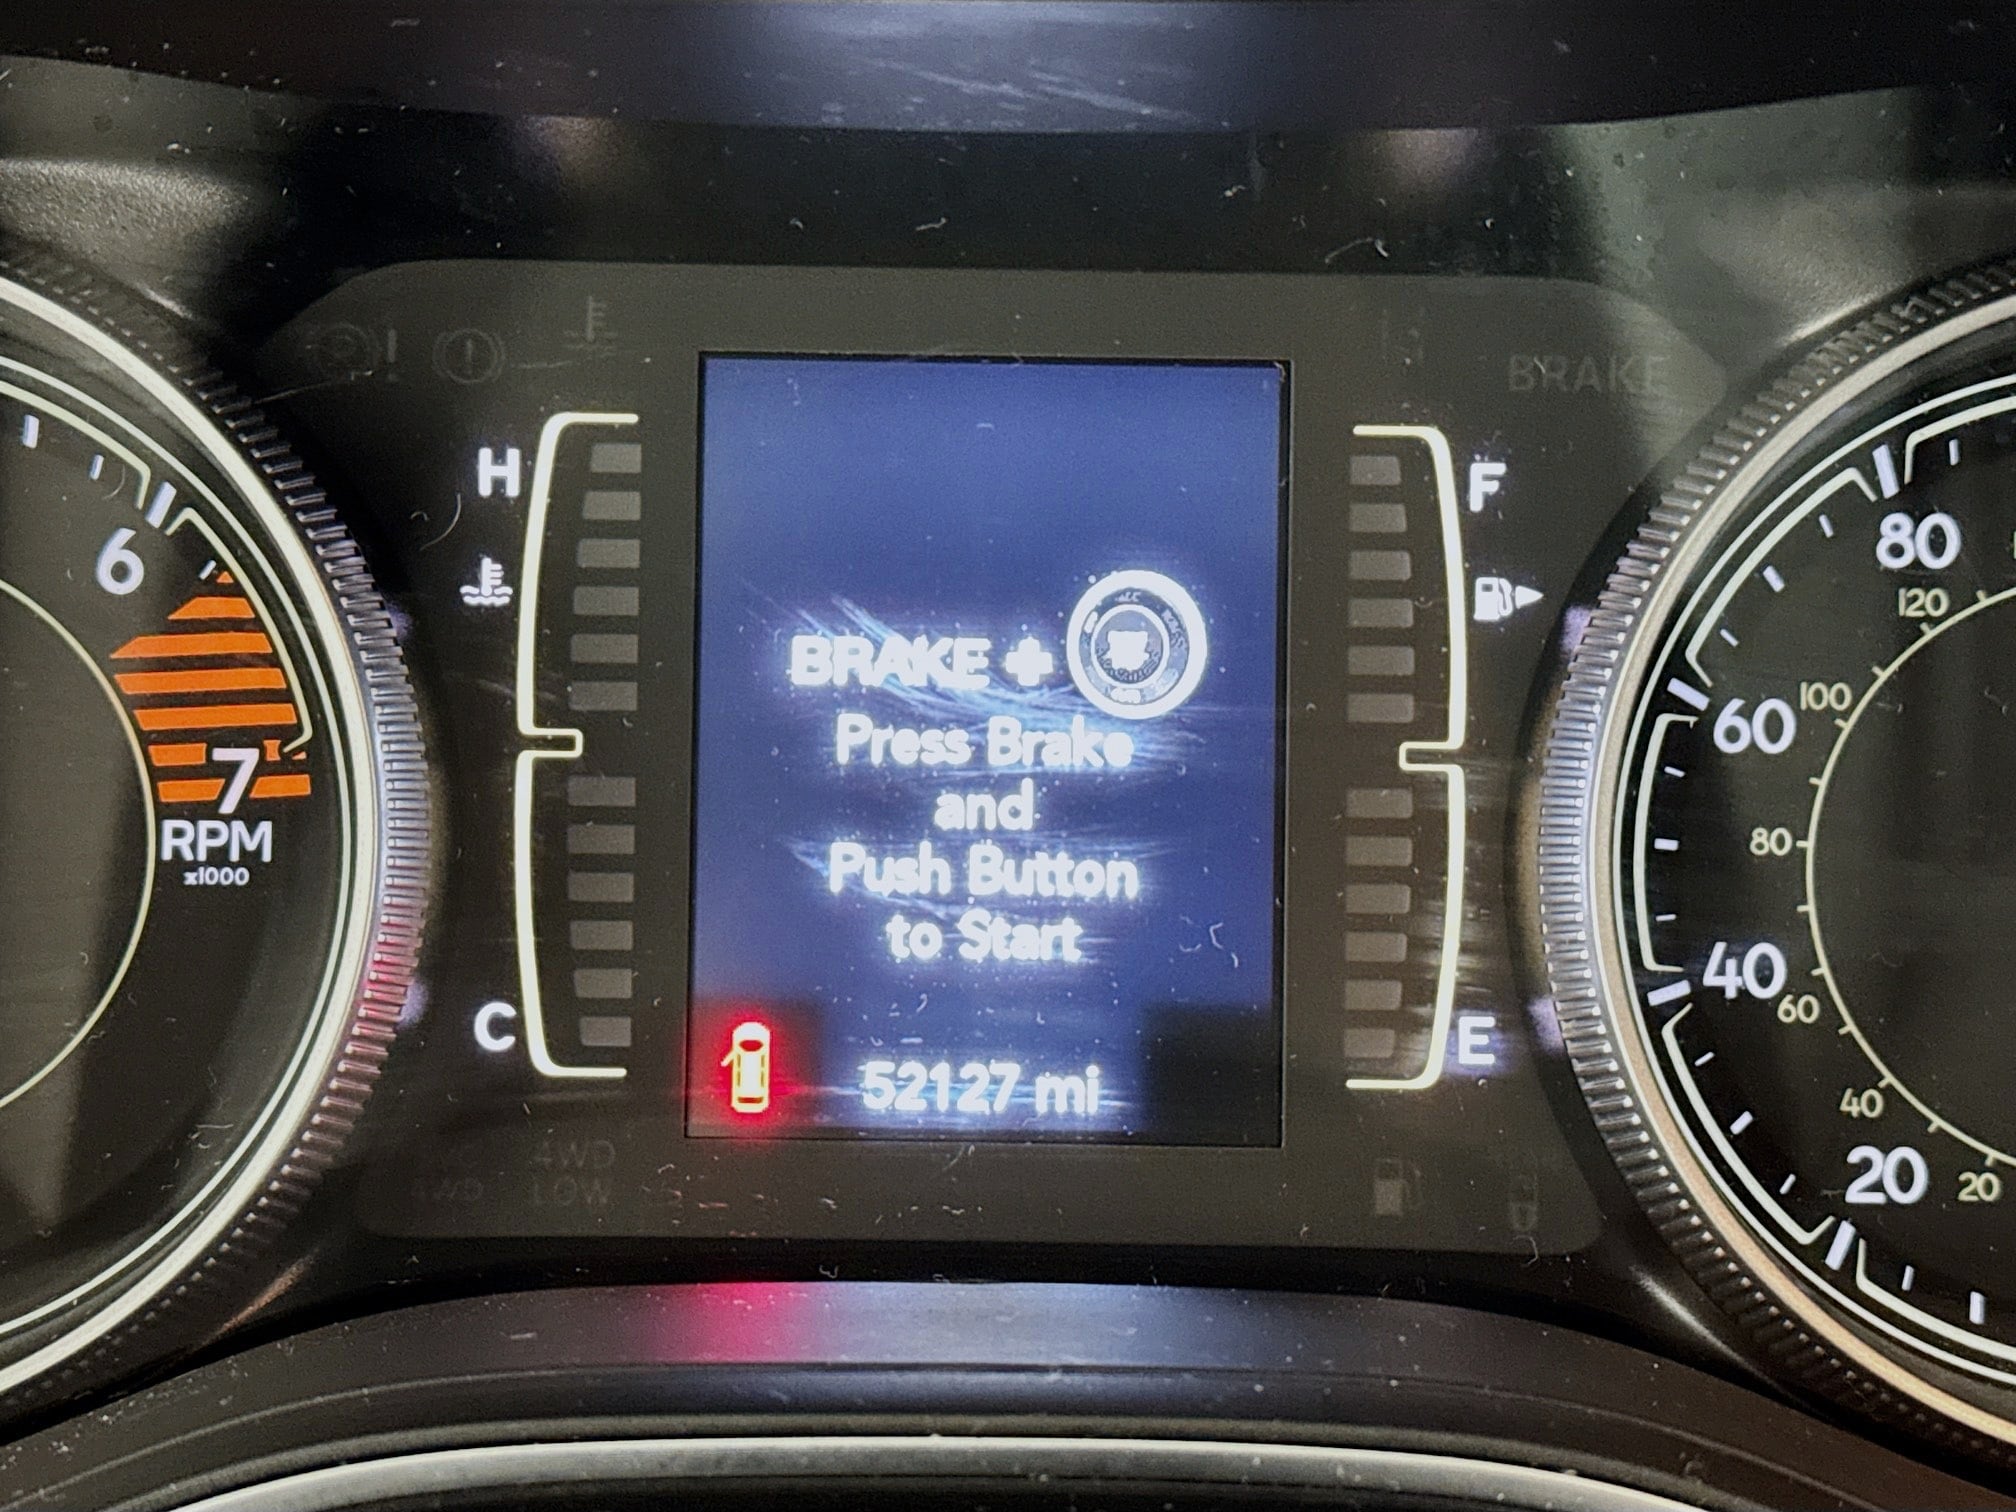 BRAKE
H
F
6
80
120
BRAKE +
60
100
Press Brake
7
and
RPM
x1000
80
Push Button
to Start
40
60
C
E
52127 mi
40
4WD
LOW
4WD
20
20